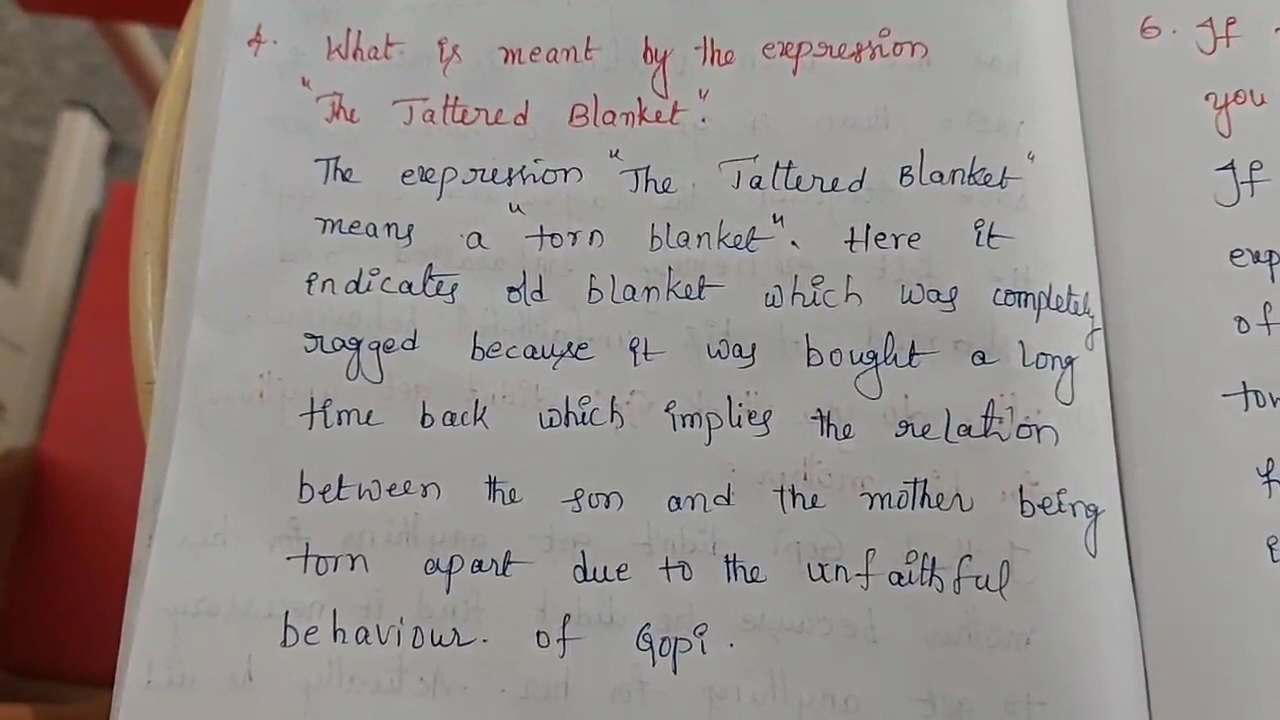 4. What is meant by the expression
"The Tattered Blanket".
The expression "The Tattered Blanket"
means a "torn blanket". Here it
indicates old blanket which was completely
ragged because it was bought a long
time back which implies the relation
between the son and the mother being
torn apart due to the unfaithful
behaviour. of Gopi.
6. If
you
If
exp
of
tor